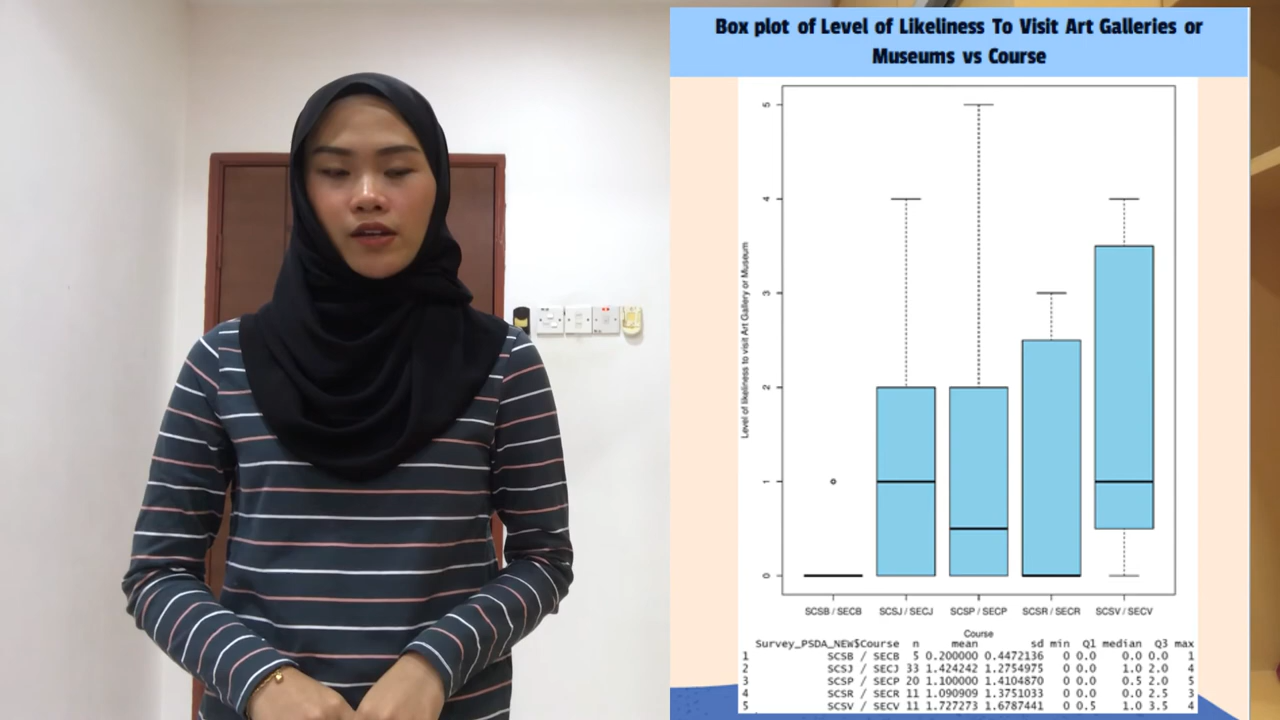 Box plot of Level of Likeliness To Visit Art Galleries or
Museums vs Course
Level of likeliness to visit Art Gallery or Museum
5
4
3
2
1
0
SCSB / SECB SCSJ / SECJ SCSP / SECP SCSR / SECR SCSV / SECV
Course
Survey_PSDA_NEW$Course n mean sd min Q1 median Q3 max
1 SCSB / SECB 5 0.200000 0.4472136 0 0.0 0.0 0.0 1
2 SCSJ / SECJ 33 1.424242 1.2754975 0 0.0 1.0 2.0 4
3 SCSP / SECP 20 1.100000 1.4104870 0 0.0 0.5 2.0 5
4 SCSR / SECR 11 1.090909 1.3751033 0 0.0 0.0 2.5 3
5 SCSV / SECV 11 1.727273 1.6787441 0 0.5 1.0 3.5 4